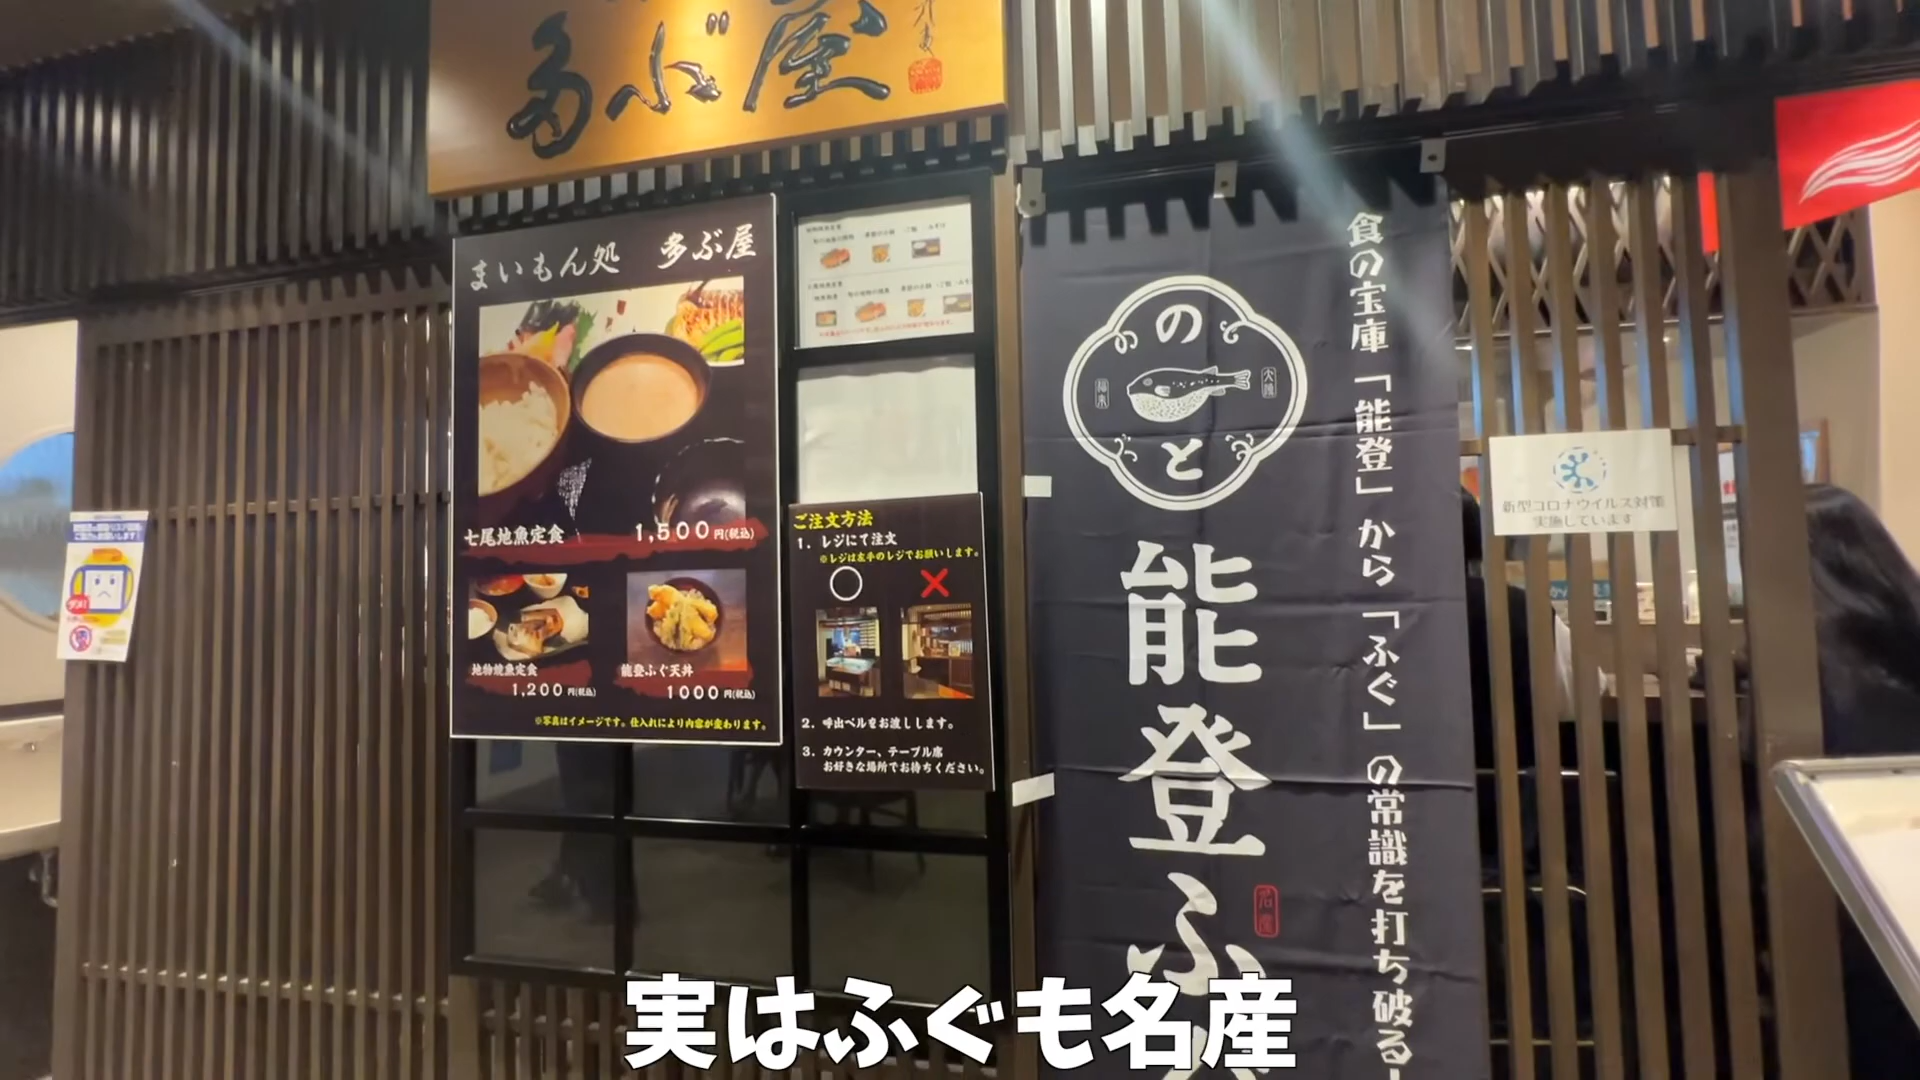 多ぶ屋
まいもん処 多ぶ屋
七尾地魚定食 1,500円(税込)
地物焼魚定食
1,200円(税込)
能登ふぐ天丼
1000円(税込)
※写真はイメージです。仕入れにより内容が変わります。
ご注文方法
1. レジにて注文
※レジは左手のレジでお願いします。
2. 呼出ベルをお渡しします。
3. カウンター、テーブル席
お好きな場所でお待ちください。
の
と
能登ふぐ
名産
食の宝庫「能登」から「ふぐ」の常識を打ち破る!
新型コロナウイルス対策
実施しています
実はふぐも名産